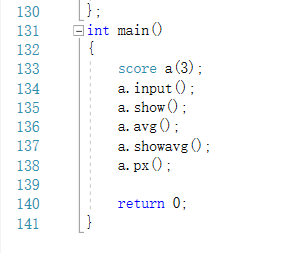 130 };
131 int main()
132 {
133 score a(3);
134 a.input();
135 a.show();
136 a.avg();
137 a.showavg();
138 a.px();
139
140 return 0;
141 }